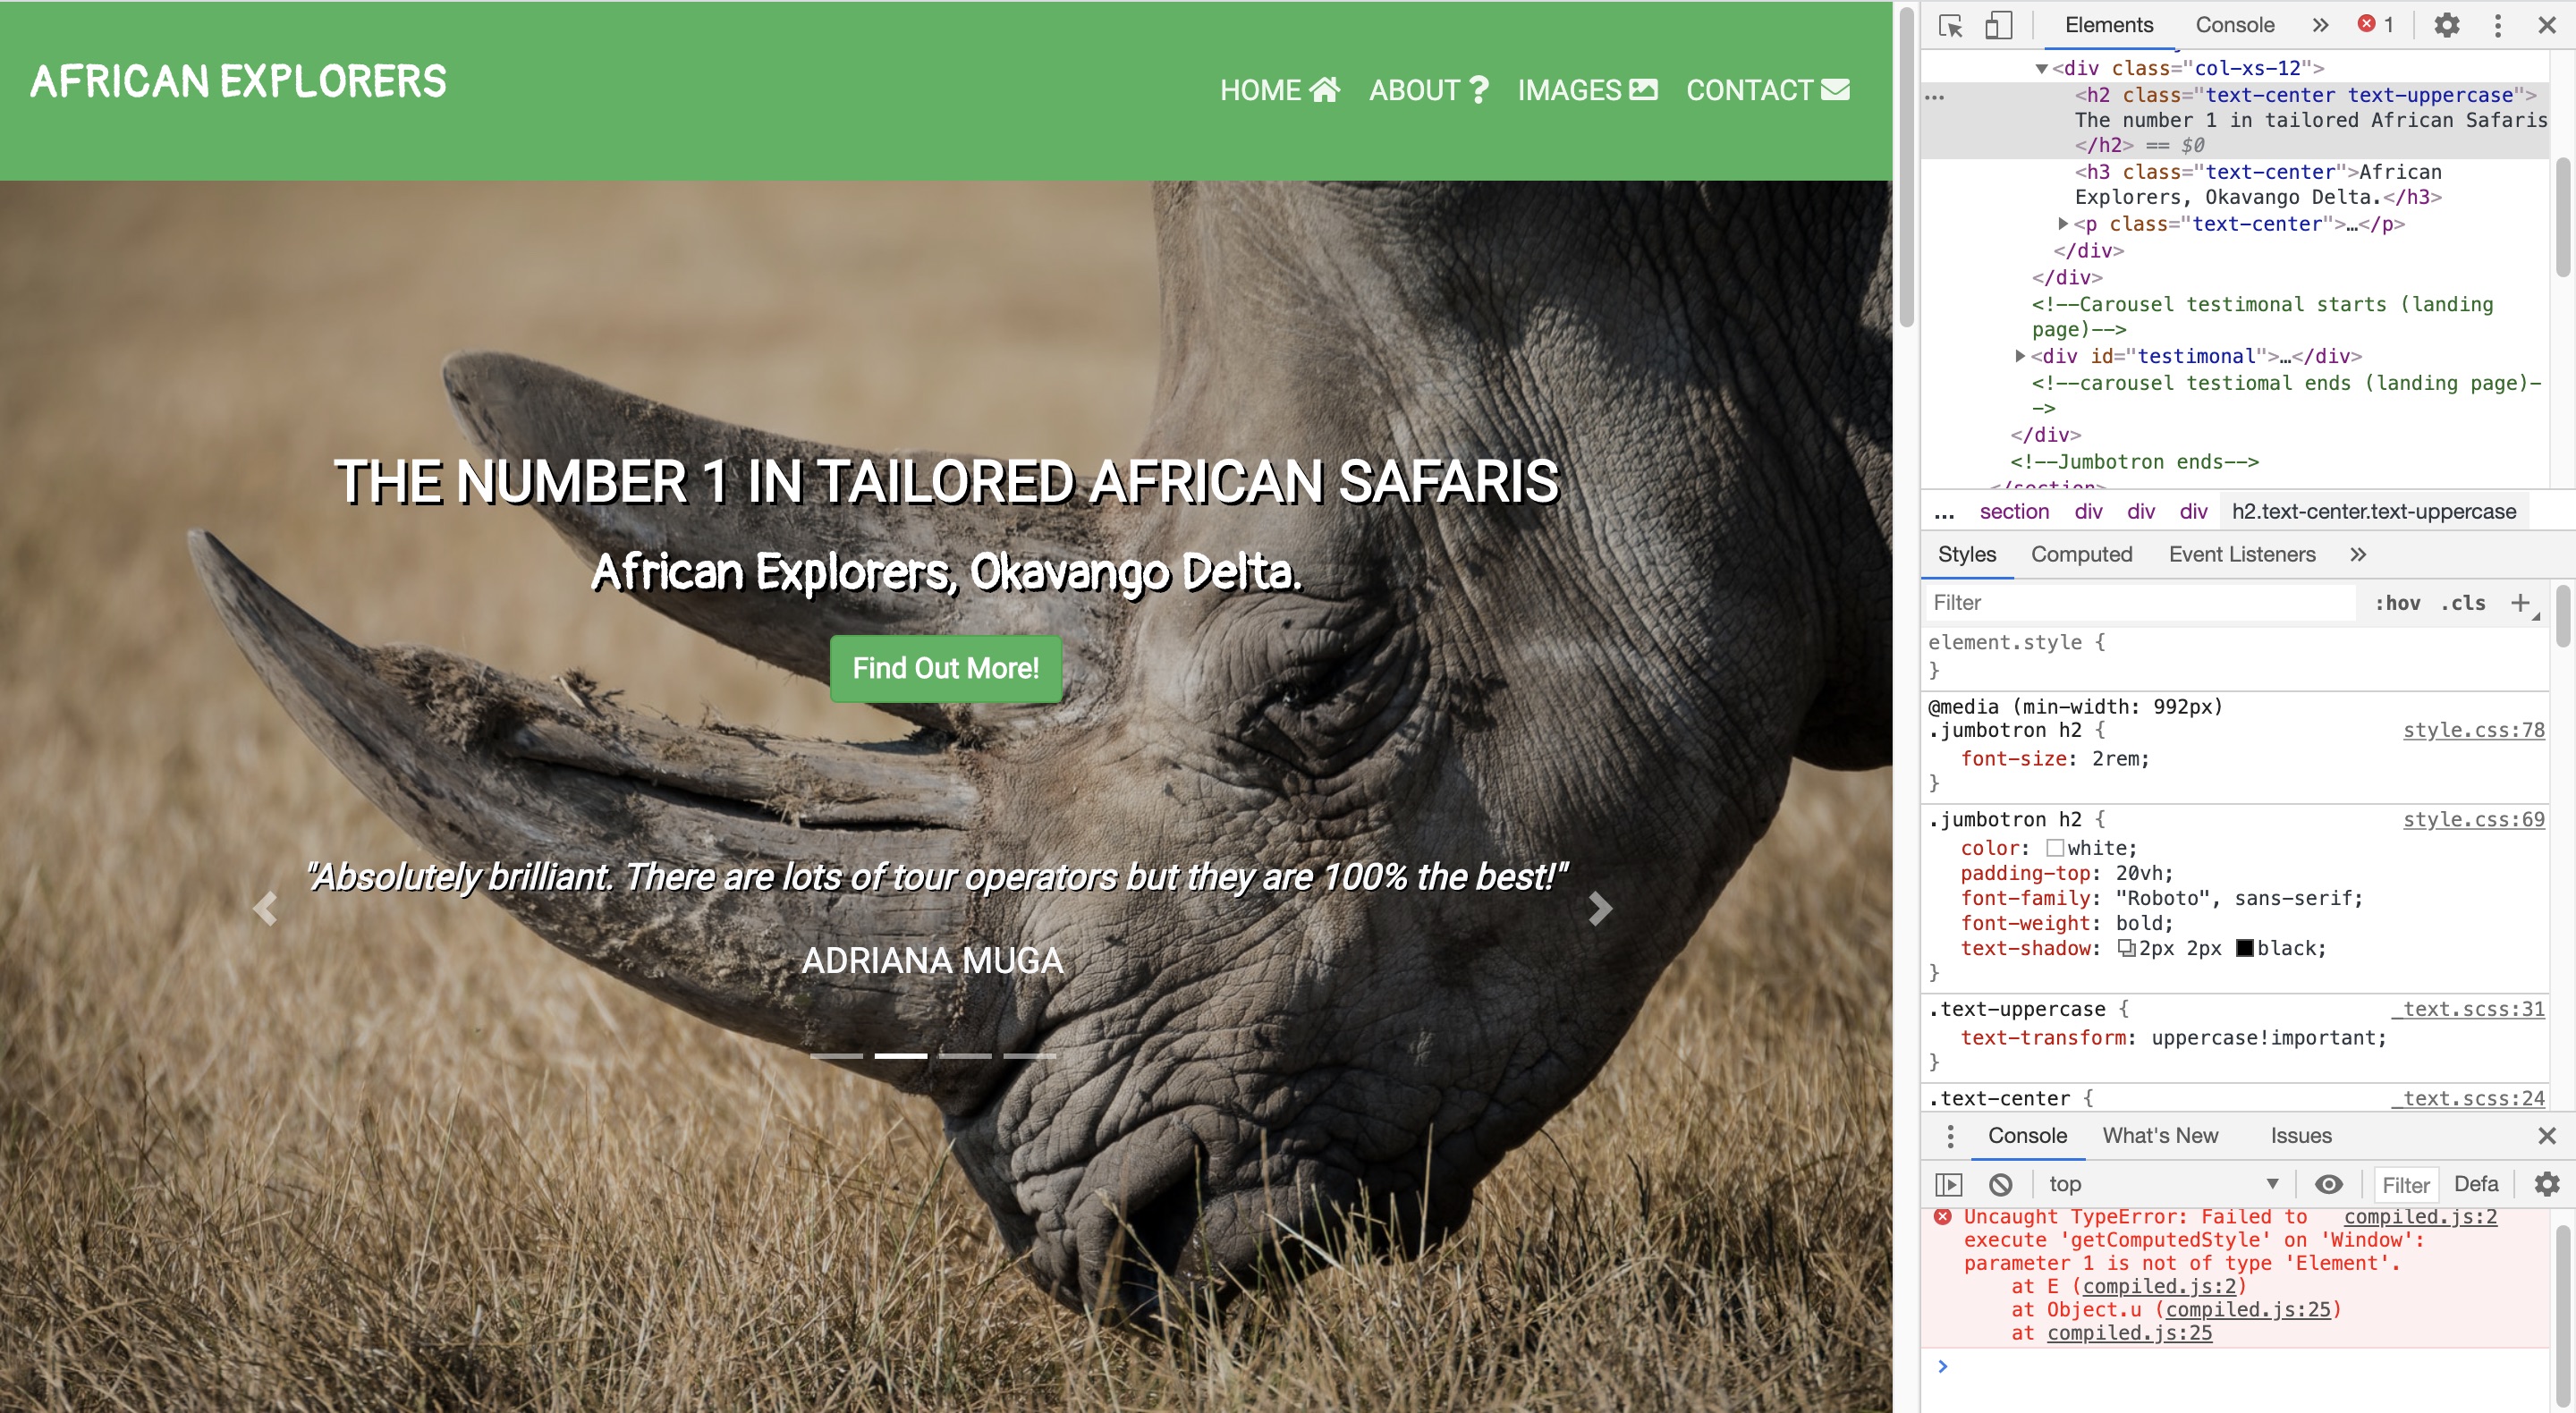 AFRICAN EXPLORERS
HOME ABOUT ? IMAGES CONTACT
THE NUMBER 1 IN TAILORED AFRICAN SAFARIS
African Explorers, Okavango Delta.
Find Out More!
"Absolutely brilliant. There are lots of tour operators but they are 100% the best!"
ADRIANA MUGA
Elements Console » 1
<div class="col-xs-12">
… <h2 class="text-center text-uppercase">
The number 1 in tailored African Safaris
</h2> == $0
<h3 class="text-center">African
Explorers, Okavango Delta.</h3>
<p class="text-center">…</p>
</div>
</div>
<!--Carousel testimonal starts (landing
page)-->
<div id="testimonal">…</div>
<!--carousel testiomal ends (landing page)-
->
</div>
<!--Jumbotron ends-->
</section>
… section div div div h2.text-center.text-uppercase
Styles Computed Event Listeners »
Filter :hov .cls +
element.style {
}
@media (min-width: 992px)
.jumbotron h2 { style.css:78
font-size: 2rem;
}
.jumbotron h2 { style.css:69
color: white;
padding-top: 20vh;
font-family: "Roboto", sans-serif;
font-weight: bold;
text-shadow: 2px 2px black;
}
.text-uppercase { _text.scss:31
text-transform: uppercase!important;
}
.text-center { _text.scss:24
Console What's New Issues
top Filter Defa
Uncaught TypeError: Failed to compiled.js:2
execute 'getComputedStyle' on 'Window':
parameter 1 is not of type 'Element'.
at E (compiled.js:2)
at Object.u (compiled.js:25)
at compiled.js:25
>